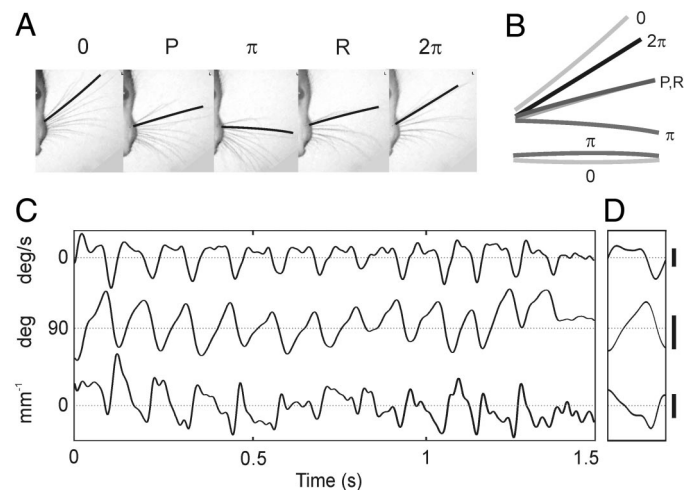 A
0 P π R 2π
B
0
2π
P,R
π
π
0
C
D
deg/s
0
deg
90
mm⁻¹
0
0 0.5 1 1.5
Time (s)